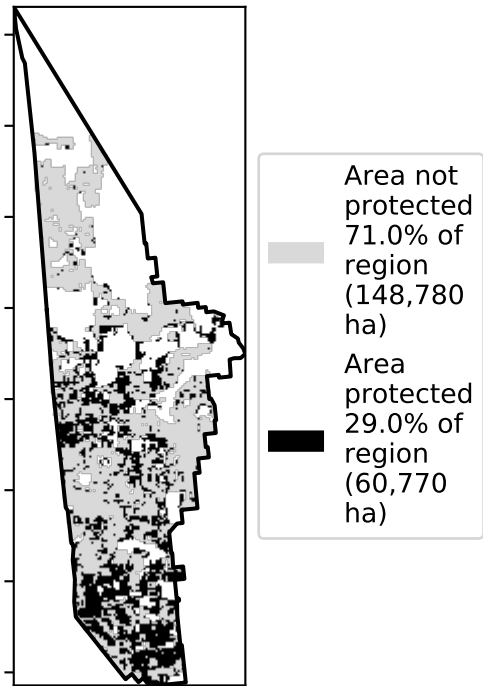 Area not
protected
71.0% of
region
(148,780
ha)
Area
protected
29.0% of
region
(60,770
ha)